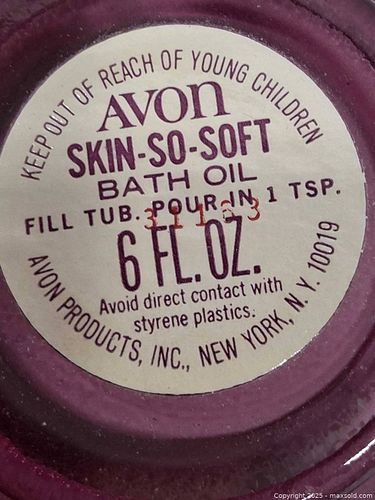 KEEP OUT OF REACH OF YOUNG CHILDREN
AVON
SKIN-SO-SOFT
BATH OIL
FILL TUB. POUR IN 1 TSP.
6 FL. OZ.
Avoid direct contact with
styrene plastics.
AVON PRODUCTS, INC., NEW YORK, N.Y. 10019
Copyright 2025 - maxsold.com